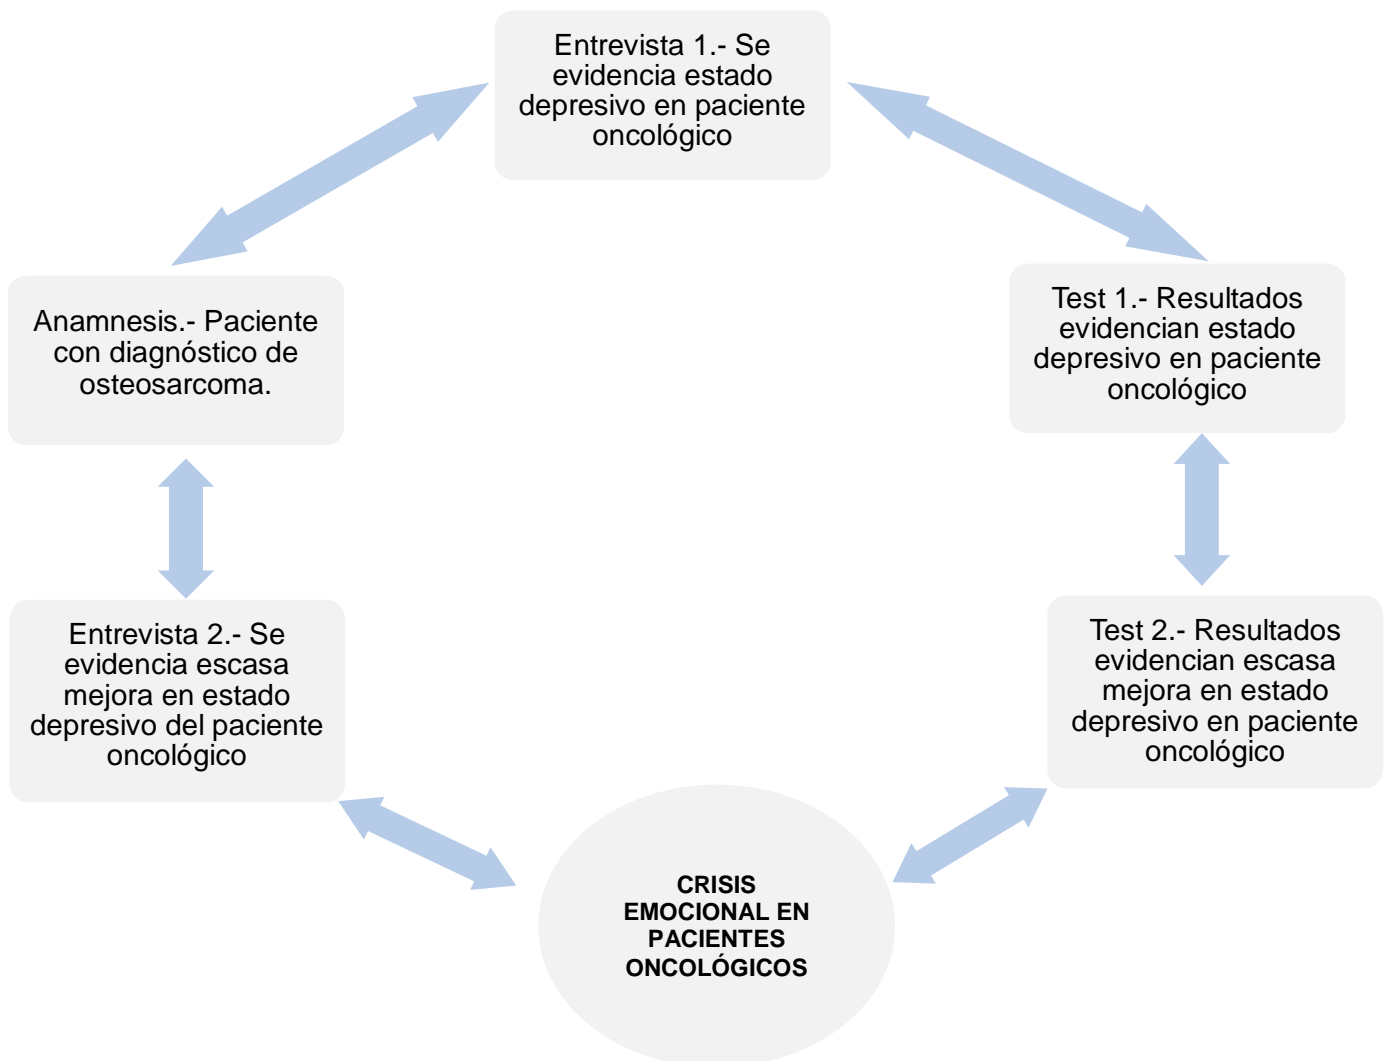 Entrevista 1.- Se
evidencia estado
depresivo en paciente
oncológico
Anamnesis.- Paciente
con diagnóstico de
osteosarcoma.
Test 1.- Resultados
evidencian estado
depresivo en paciente
oncológico
Entrevista 2.- Se
evidencia escasa
mejora en estado
depresivo del paciente
oncológico
Test 2.- Resultados
evidencian escasa
mejora en estado
depresivo en paciente
oncológico
CRISIS
EMOCIONAL EN
PACIENTES
ONCOLÓGICOS